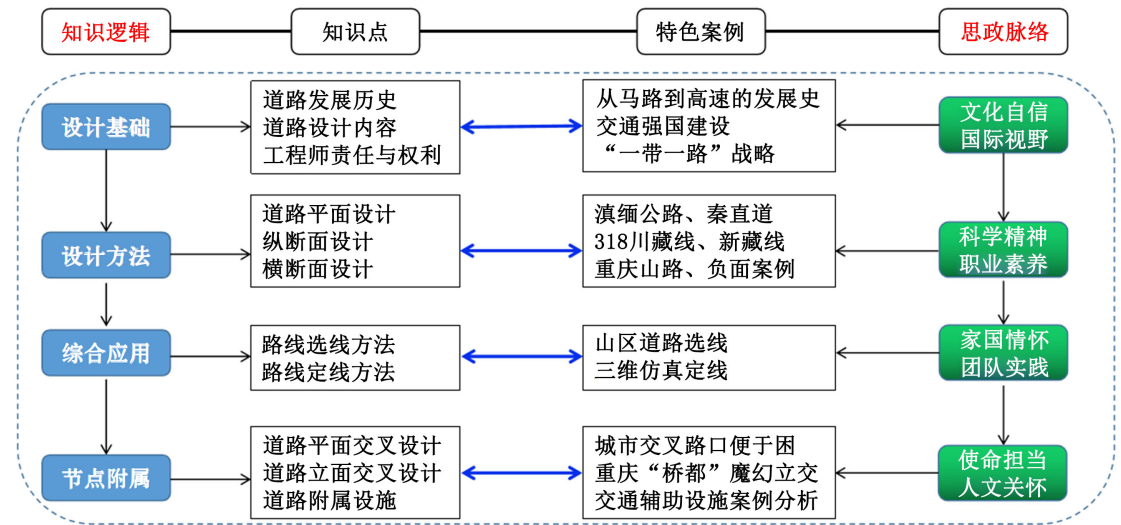 知识逻辑
知识点
特色案例
思政脉络
设计基础
道路发展历史
道路设计内容
工程师责任与权利
从马路到高速的发展史
交通强国建设
“一带一路”战略
文化自信
国际视野
设计方法
道路平面设计
纵断面设计
横断面设计
滇缅公路、秦直道
318川藏线、新藏线
重庆山路、负面案例
科学精神
职业素养
综合应用
路线选线方法
路线定线方法
山区道路选线
三维仿真定线
家国情怀
团队实践
节点附属
道路平面交叉设计
道路立面交叉设计
道路附属设施
城市交叉路口便于困
重庆“桥都”魔幻立交
交通辅助设施案例分析
使命担当
人文关怀